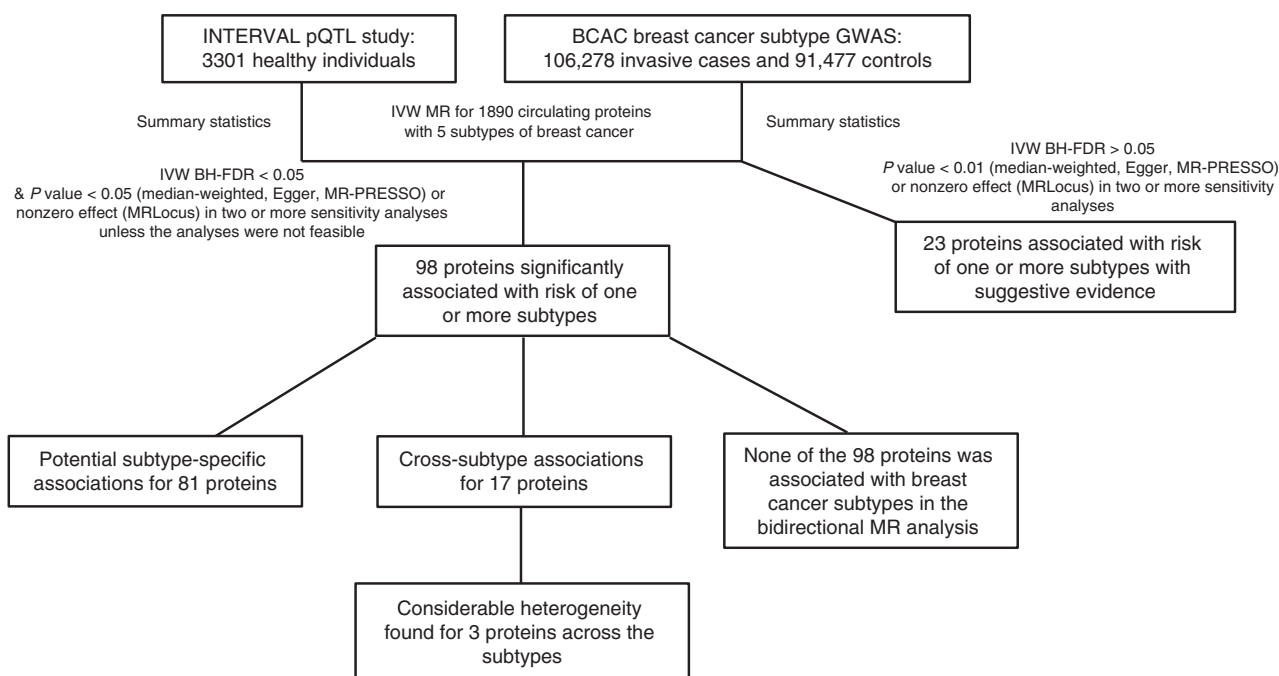 INTERVAL pQTL study:
3301 healthy individuals
BCAC breast cancer subtype GWAS:
106,278 invasive cases and 91,477 controls
Summary statistics
IVW MR for 1890 circulating proteins
with 5 subtypes of breast cancer
Summary statistics
IVW BH-FDR < 0.05
& P value < 0.05 (median-weighted, Egger, MR-PRESSO) or
nonzero effect (MRLocus) in two or more sensitivity analyses
unless the analyses were not feasible
IVW BH-FDR > 0.05
P value < 0.01 (median-weighted, Egger, MR-PRESSO)
or nonzero effect (MRLocus) in two or more sensitivity
analyses
98 proteins significantly
associated with risk of one
or more subtypes
23 proteins associated with risk
of one or more subtypes with
suggestive evidence
Potential subtype-specific
associations for 81 proteins
Cross-subtype associations
for 17 proteins
None of the 98 proteins was
associated with breast
cancer subtypes in the
bidirectional MR analysis
Considerable heterogeneity
found for 3 proteins across the
subtypes